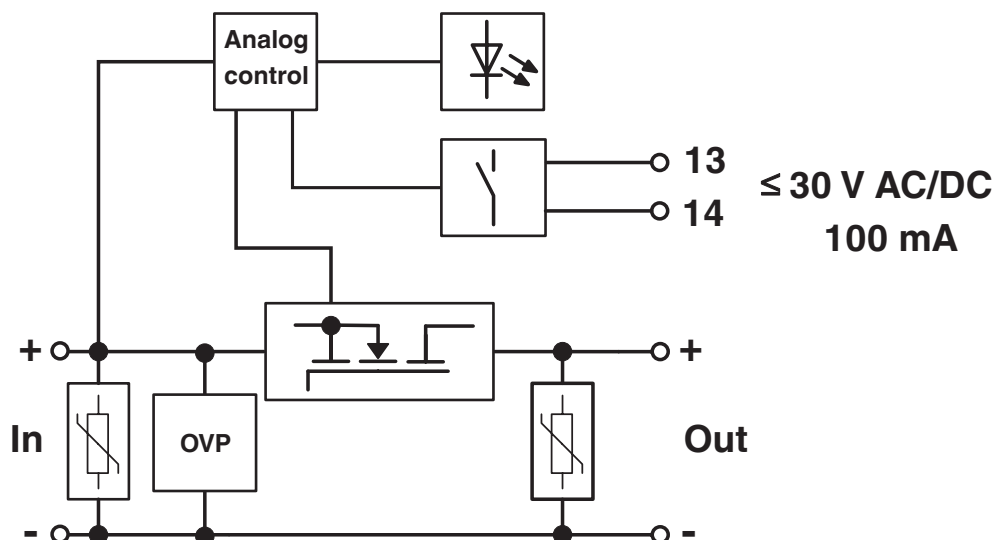 Analog
control
13
14
≤ 30 V AC/DC
100 mA
+
+
In
OVP
Out
-
-